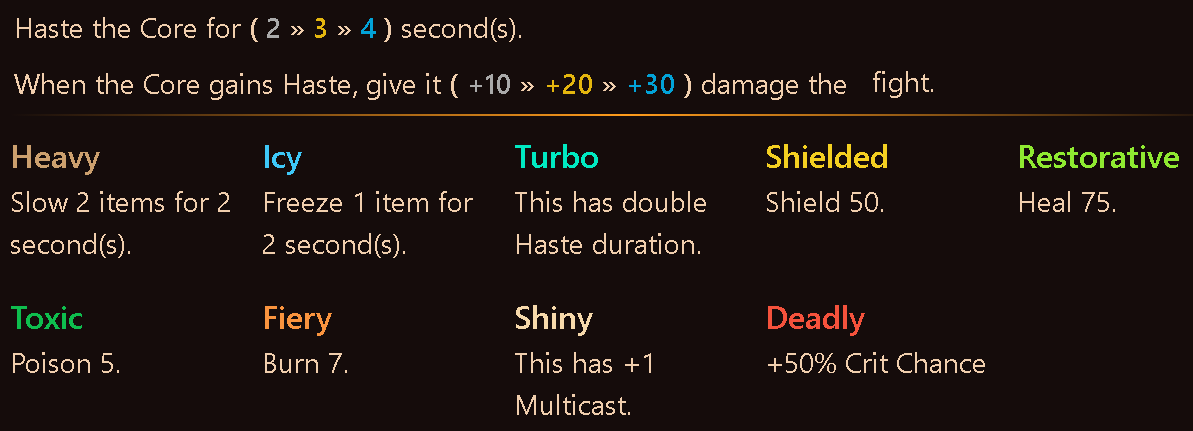 Haste the Core for ( 2 » 3 » 4 ) second(s).
When the Core gains Haste, give it ( +10 » +20 » +30 ) damage the fight.
Heavy
Slow 2 items for 2
second(s).
Icy
Freeze 1 item for
2 second(s).
Turbo
This has double
Haste duration.
Shielded
Shield 50.
Restorative
Heal 75.
Toxic
Poison 5.
Fiery
Burn 7.
Shiny
This has +1
Multicast.
Deadly
+50% Crit Chance